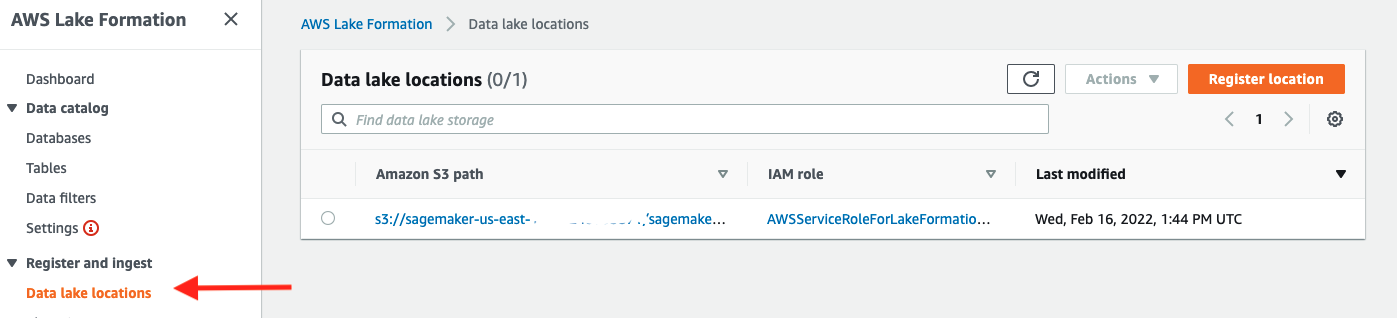 AWS Lake Formation
Dashboard
Data catalog
Databases
Tables
Data filters
Settings
Register and ingest
Data lake locations
AWS Lake Formation > Data lake locations
Data lake locations (0/1)
Actions
Register location
Find data lake storage
1
Amazon S3 path
IAM role
Last modified
s3://sagemaker-us-east- /sagemake...
AWSServiceRoleForLakeFormatio...
Wed, Feb 16, 2022, 1:44 PM UTC